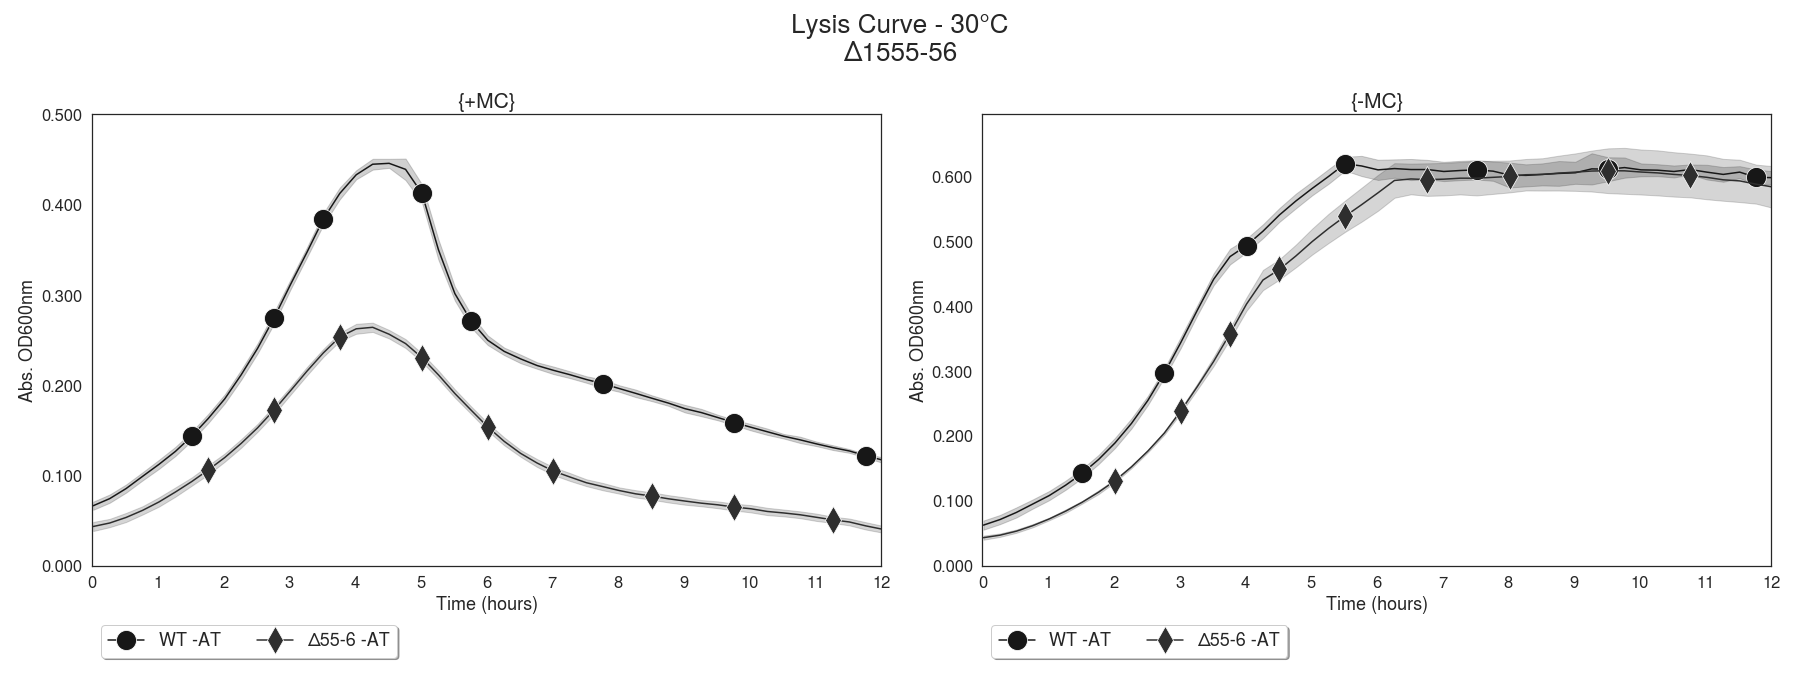 Lysis Curve - 30°C
Δ1555-56
{+MC}
0.500
0.400
0.300
0.200
0.100
0.000
Abs. OD600nm
0 1 2 3 4 5 6 7 8 9 10 11 12
Time (hours)
WT -AT Δ55-6 -AT
{-MC}
0.600
0.500
0.400
0.300
0.200
0.100
0.000
Abs. OD600nm
0 1 2 3 4 5 6 7 8 9 10 11 12
Time (hours)
WT -AT Δ55-6 -AT